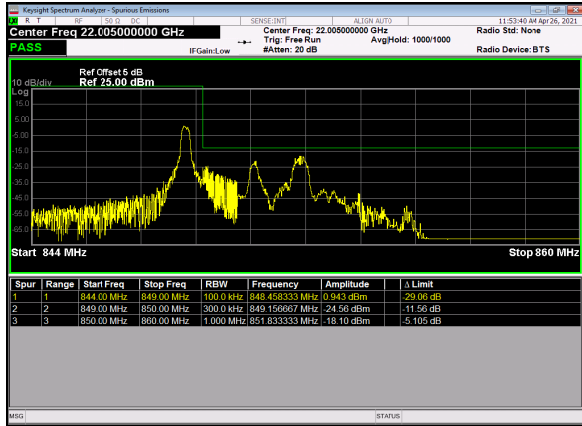 Keysight Spectrum Analyzer - Spurious Emissions
R T RF 50 Ω DC SENSE:INT ALIGN AUTO 11:53:40 AM Apr 26, 2021
Center Freq 22.005000000 GHz Center Freq: 22.005000000 GHz Radio Std: None
Trig: Free Run Avg|Hold: 1000/1000
PASS IFGain:Low #Atten: 20 dB Radio Device: BTS
Ref Offset 6 dB
10 dB/div Ref 25.00 dBm
Log
15.0
5.00
-5.00
-15.0
-25.0
-35.0
-45.0
-55.0
-65.0
Start 844 MHz Stop 860 MHz
Spur Range Start Freq Stop Freq RBW Frequency Amplitude Δ Limit
1 1 844.00 MHz 849.00 MHz 100.0 kHz 848.458333 MHz 0.943 dBm -29.06 dB
2 2 849.00 MHz 850.00 MHz 300.0 kHz 849.156667 MHz -24.56 dBm -11.56 dB
3 3 850.00 MHz 860.00 MHz 1.000 MHz 851.833333 MHz -18.10 dBm -5.105 dB
MSG STATUS